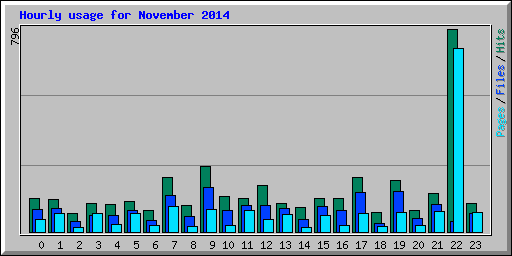 Hourly usage for November 2014
796
Pages/Files/Hits
0 1 2 3 4 5 6 7 8 9 10 11 12 13 14 15 16 17 18 19 20 21 22 23